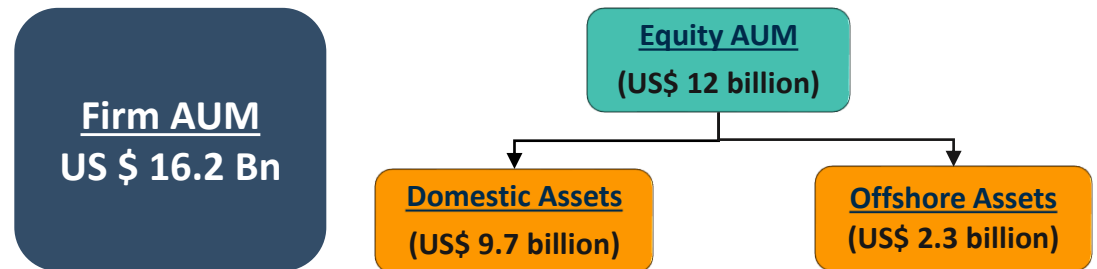 Firm AUM
US $ 16.2 Bn
Equity AUM
(US$ 12 billion)
Domestic Assets
(US$ 9.7 billion)
Offshore Assets
(US$ 2.3 billion)